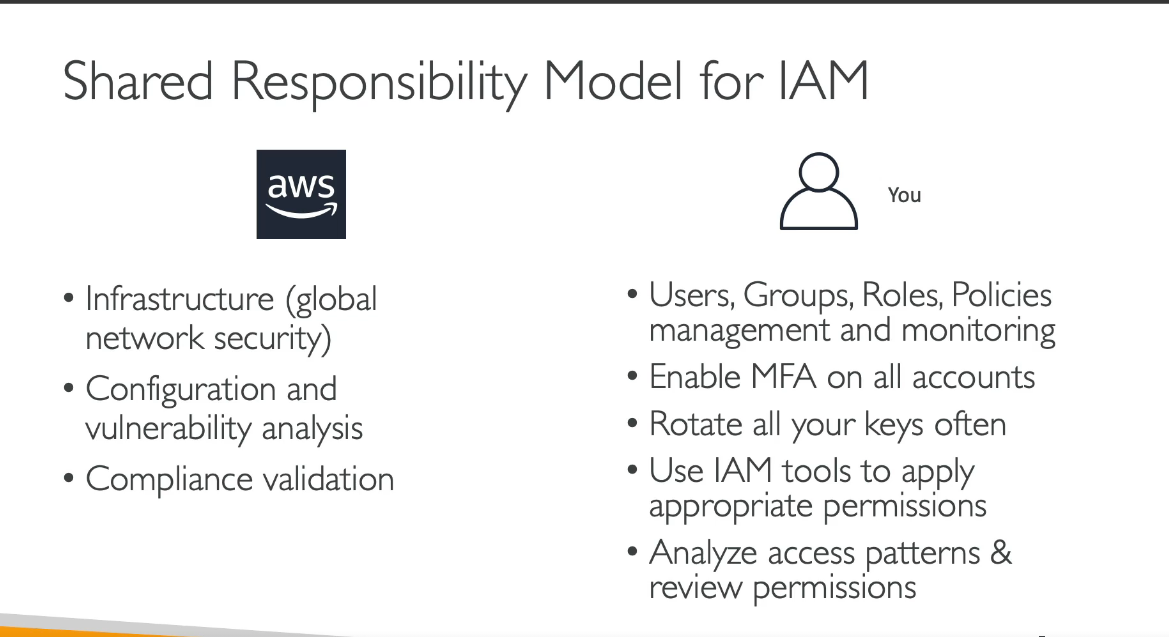 Shared Responsibility Model for IAM
aws
You
• Infrastructure (global
network security)
• Configuration and
vulnerability analysis
• Compliance validation
• Users, Groups, Roles, Policies
management and monitoring
• Enable MFA on all accounts
• Rotate all your keys often
• Use IAM tools to apply
appropriate permissions
• Analyze access patterns &
review permissions